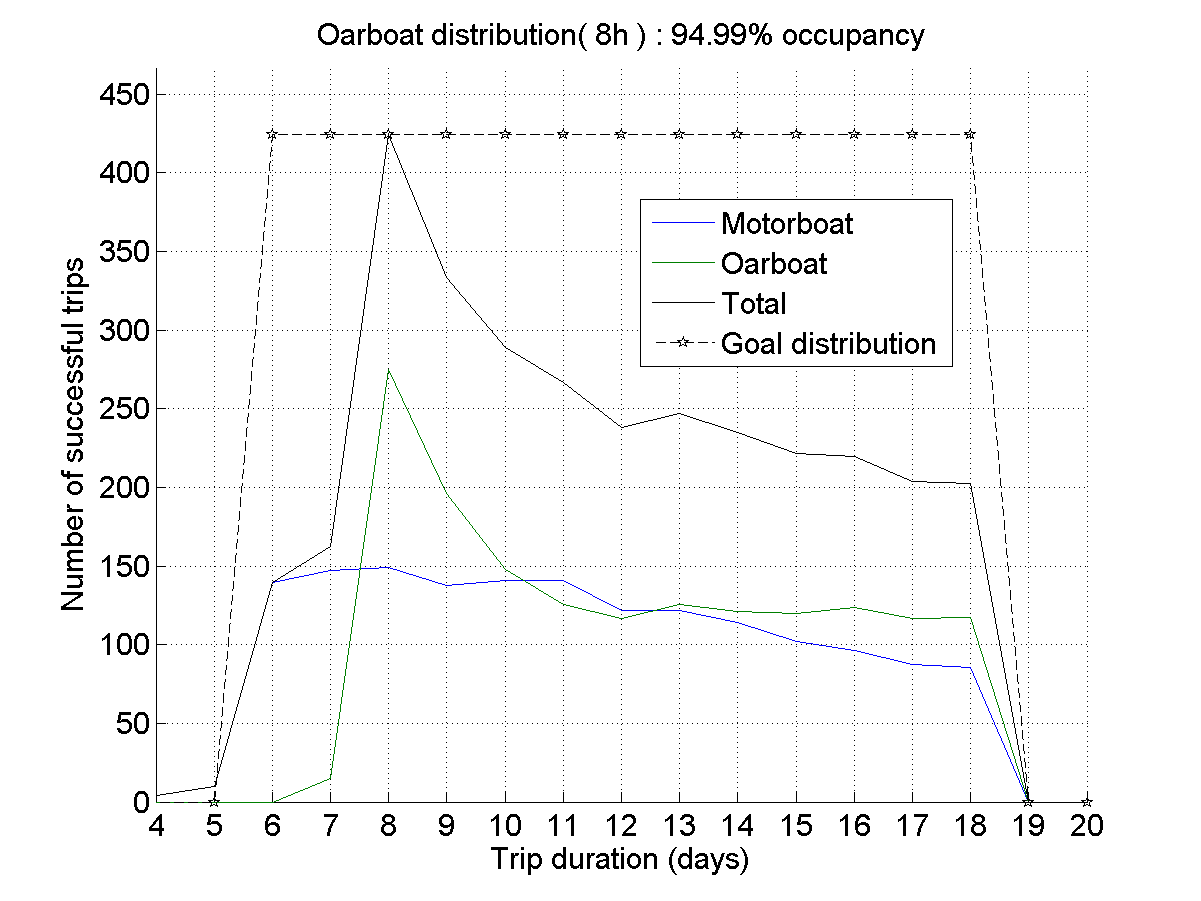 Oarboat distribution( 8h ) : 94.99% occupancy
450
400
350
300
250
200
150
100
50
0
Number of successful trips
Motorboat
Oarboat
Total
Goal distribution
4 5 6 7 8 9 10 11 12 13 14 15 16 17 18 19 20
Trip duration (days)